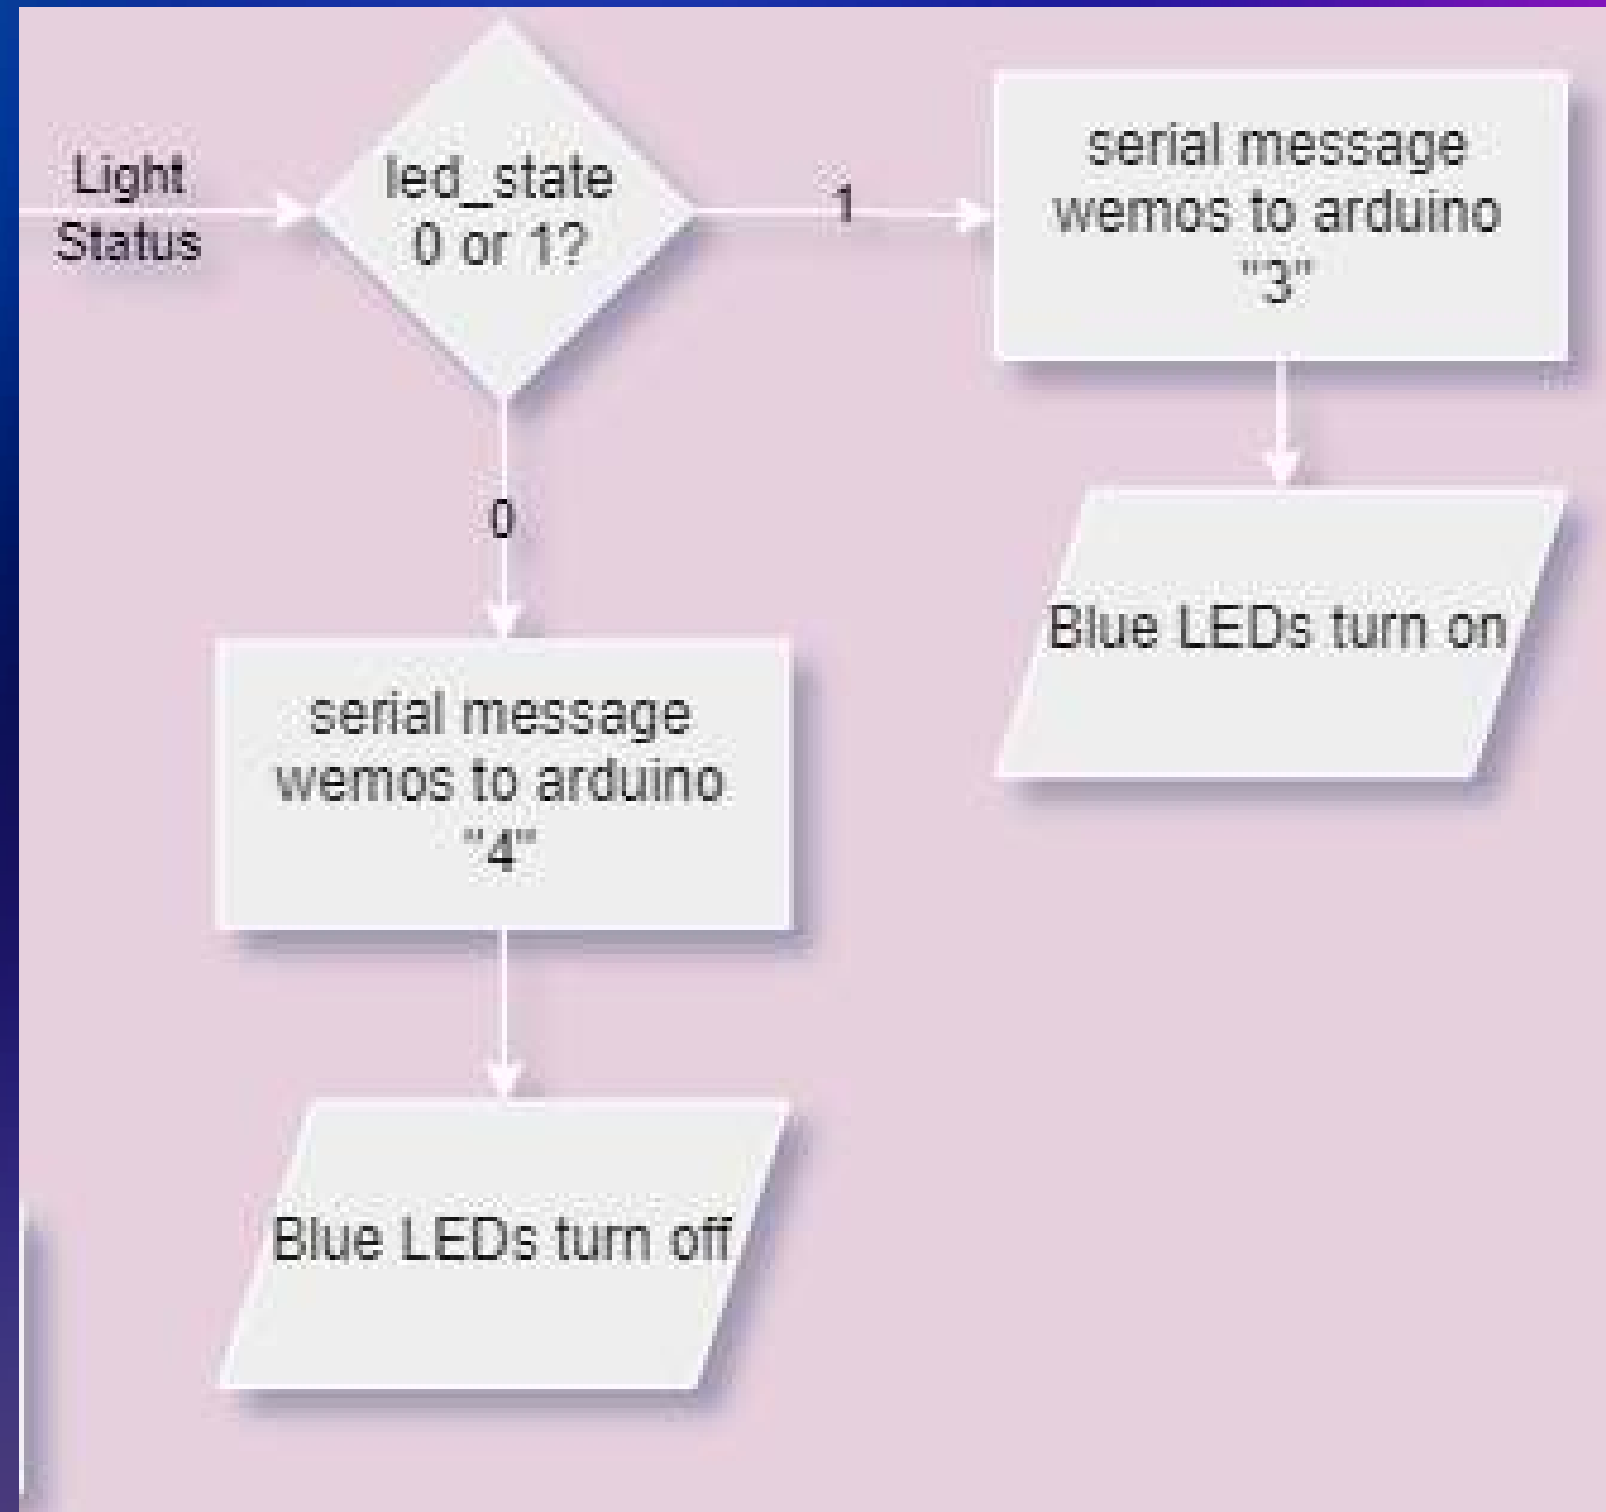 Light
Status
led_state
0 or 1?
1
serial message
wemos to arduino
"3"
Blue LEDs turn on
0
serial message
wemos to arduino
"4"
Blue LEDs turn off